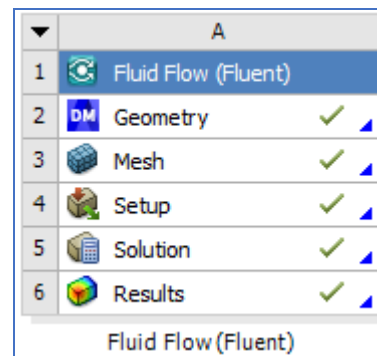 A
1 Fluid Flow (Fluent)
2 DM Geometry
3 Mesh
4 Setup
5 Solution
6 Results
Fluid Flow (Fluent)